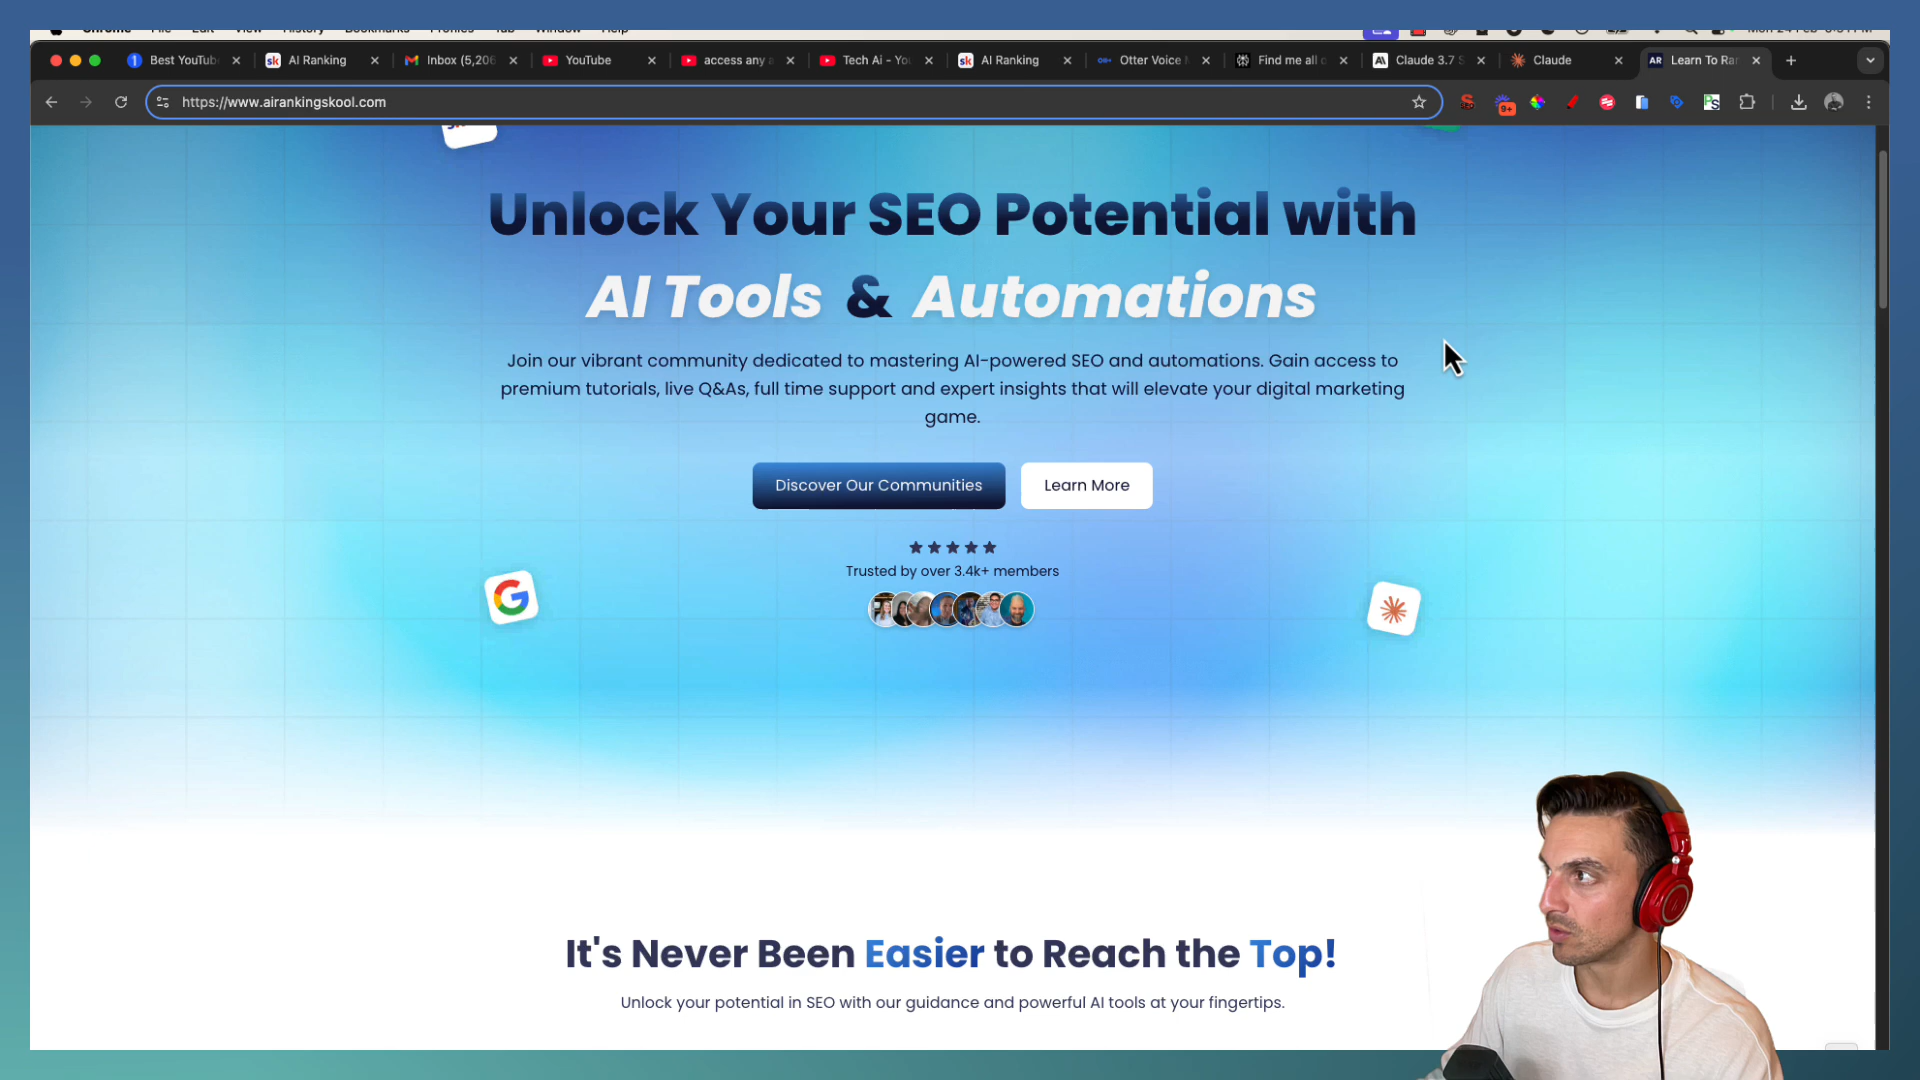 Best YouTub
AI Ranking
Inbox (5,206
YouTube
access any a
Tech Ai - You
AI Ranking
Otter Voice
Find me all
Claude 3.7 S
Claude
Learn To Ran
https://www.airankingskool.com
Unlock Your SEO Potential with
AI Tools & Automations
Join our vibrant community dedicated to mastering AI-powered SEO and automations. Gain access to
premium tutorials, live Q&As, full time support and expert insights that will elevate your digital marketing
game.
Discover Our Communities
Learn More
Trusted by over 3.4k+ members
It's Never Been Easier to Reach the Top!
Unlock your potential in SEO with our guidance and powerful AI tools at your fingertips.